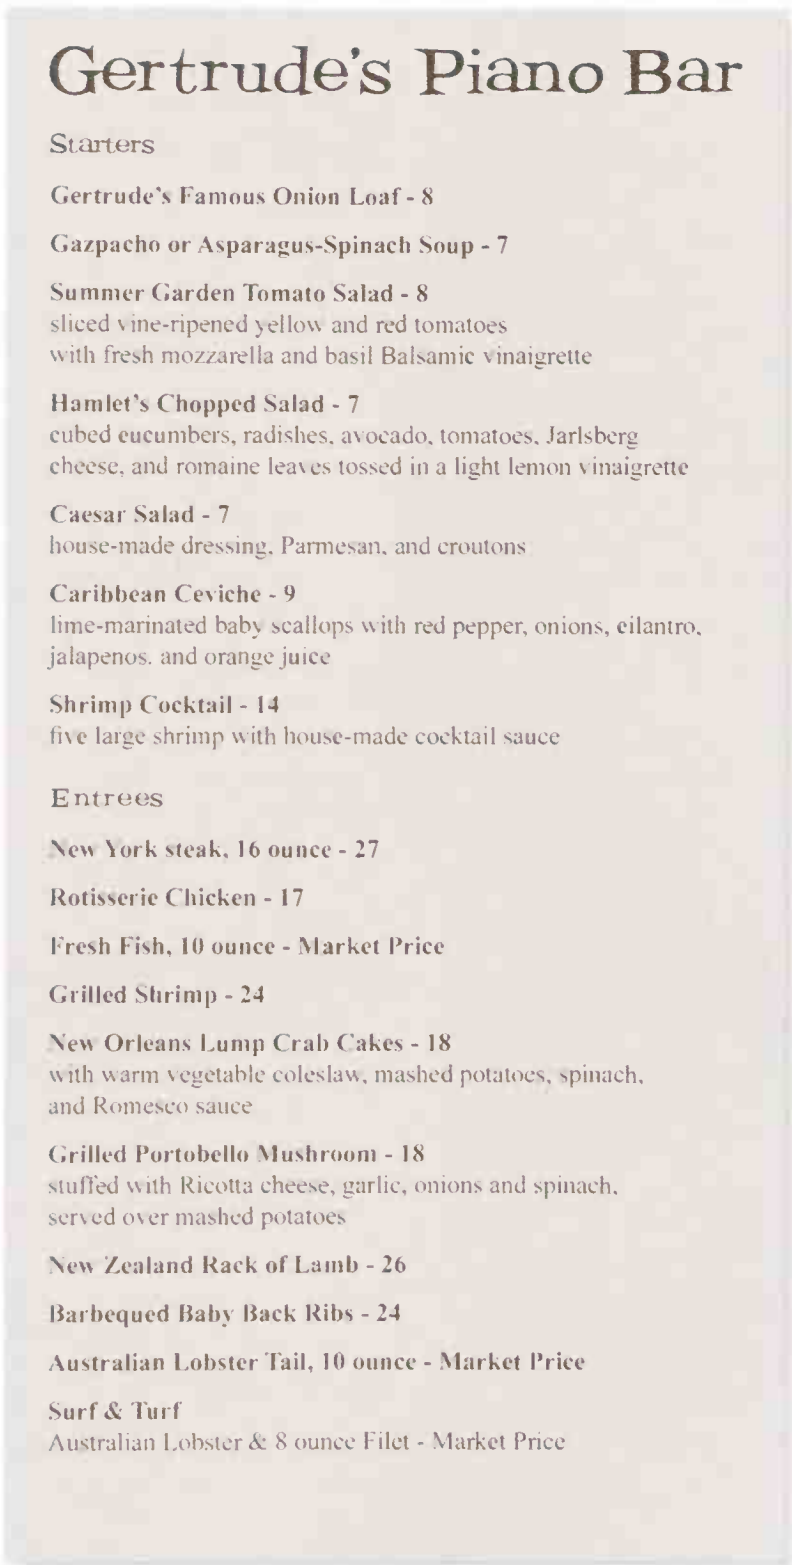 Gertrude's Piano Bar
Starters
Gertrude's Famous Onion Loaf - 8
Gazpacho or Asparagus-Spinach Soup - 7
Summer Garden Tomato Salad - 8
sliced vine-ripened yellow and red tomatoes
with fresh mozzarella and basil Balsamic vinaigrette
Hamlet's Chopped Salad - 7
cubed cucumbers, radishes, avocado, tomatoes, Jarlsberg
cheese, and romaine leaves tossed in a light lemon vinaigrette
Caesar Salad - 7
house-made dressing, Parmesan, and croutons
Caribbean Ceviche - 9
lime-marinated baby scallops with red pepper, onions, cilantro,
jalapenos, and orange juice
Shrimp Cocktail - 14
five large shrimp with house-made cocktail sauce
Entrees
New York steak, 16 ounce - 27
Rotisserie Chicken - 17
Fresh Fish, 10 ounce - Market Price
Grilled Shrimp - 24
New Orleans Lump Crab Cakes - 18
with warm vegetable coleslaw, mashed potatoes, spinach,
and Romesco sauce
Grilled Portobello Mushroom - 18
stuffed with Ricotta cheese, garlic, onions and spinach,
served over mashed potatoes
New Zealand Rack of Lamb - 26
Barbequed Baby Back Ribs - 24
Australian Lobster Tail, 10 ounce - Market Price
Surf & Turf
Australian Lobster & 8 ounce Filet - Market Price